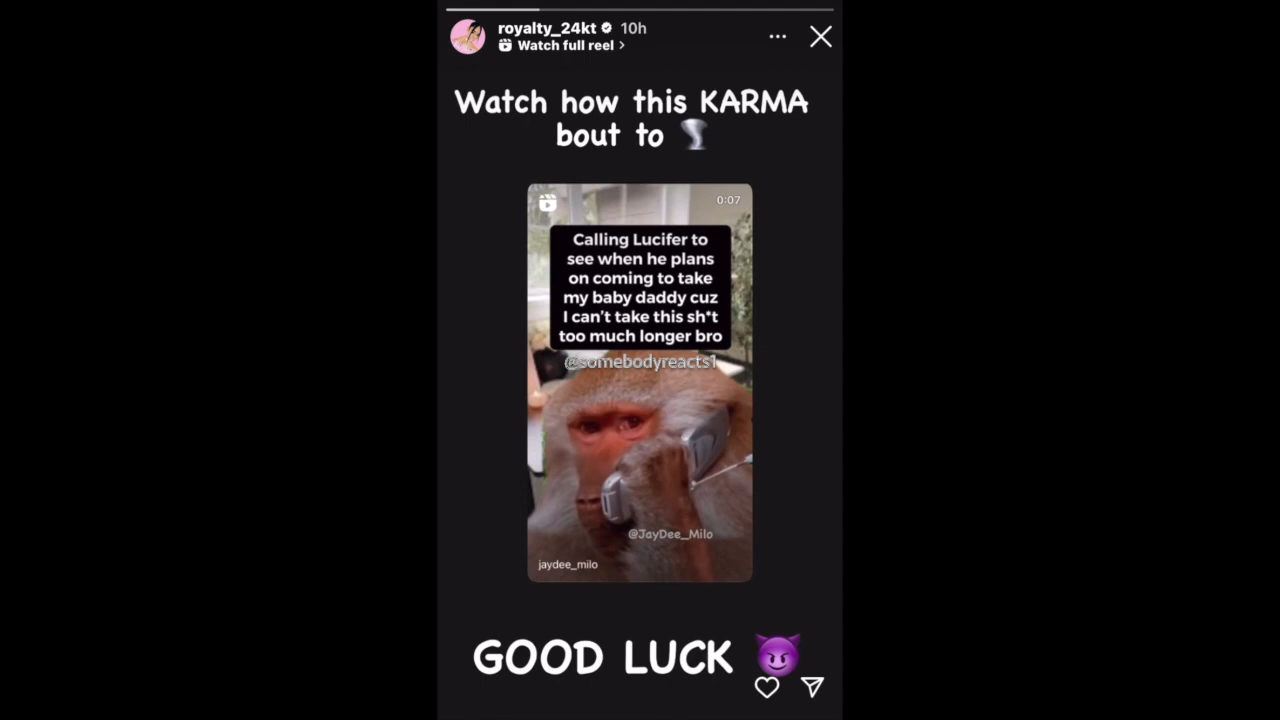 royalty_24kt 10h
Watch full reel >
Watch how this KARMA
bout to
0:07
Calling Lucifer to
see when he plans
on coming to take
my baby daddy cuz
I can't take this sh*t
too much longer bro
@somebodyreacts1
@JayDee_Milo
jaydee_milo
GOOD LUCK